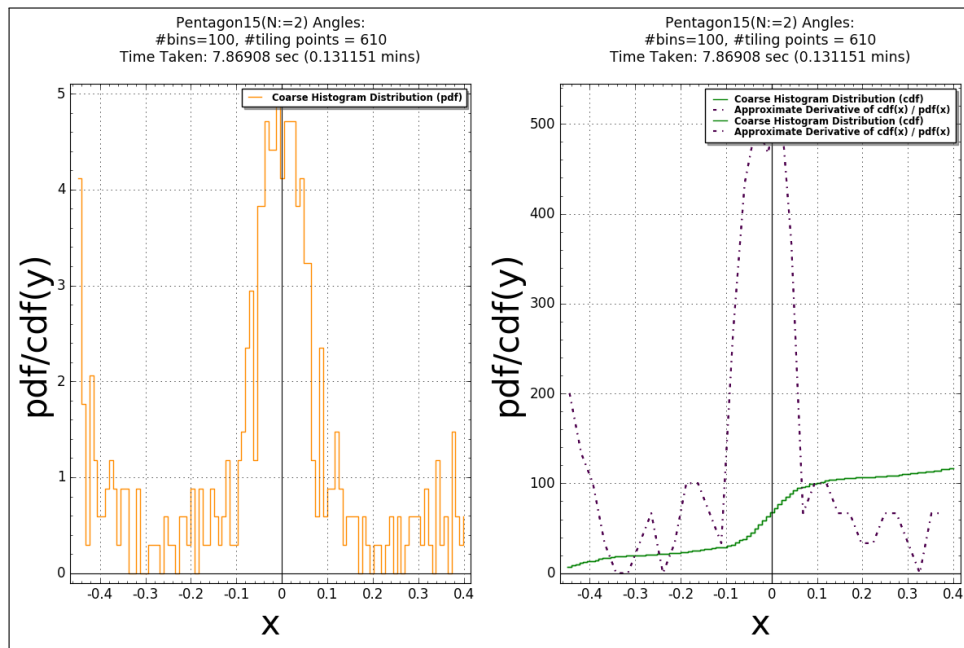 Pentagon15(N:=2) Angles:
#bins=100, #tiling points = 610
Time Taken: 7.86908 sec (0.131151 mins)
Coarse Histogram Distribution (pdf)
5
4
3
2
1
0
pdf/cdf(y)
-0.4 -0.3 -0.2 -0.1 0 0.1 0.2 0.3 0.4
x
Pentagon15(N:=2) Angles:
#bins=100, #tiling points = 610
Time Taken: 7.86908 sec (0.131151 mins)
Coarse Histogram Distribution (cdf)
Approximate Derivative of cdf(x) / pdf(x)
Coarse Histogram Distribution (cdf)
Approximate Derivative of cdf(x) / pdf(x)
500
400
300
200
100
0
pdf/cdf(y)
-0.4 -0.3 -0.2 -0.1 0 0.1 0.2 0.3 0.4
x